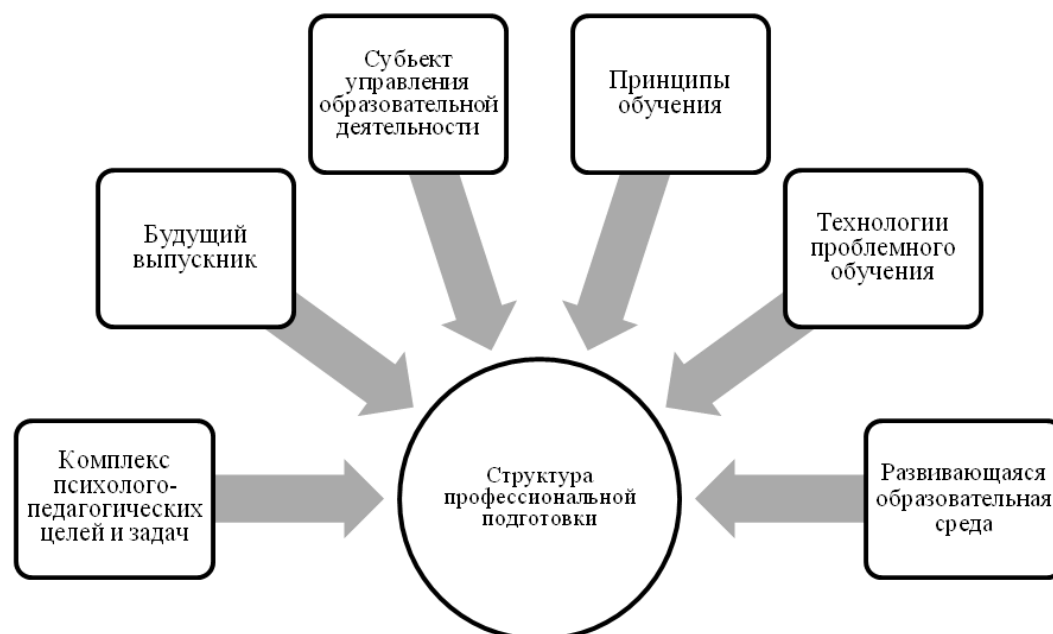 Субъект
управления
образовательной
деятельности
Принципы
обучения
Будущий
выпускник
Технологии
проблемного
обучения
Комплекс
психолого-
педагогических
целей и задач
Структура
профессиональной
подготовки
Развивающаяся
образовательная
среда